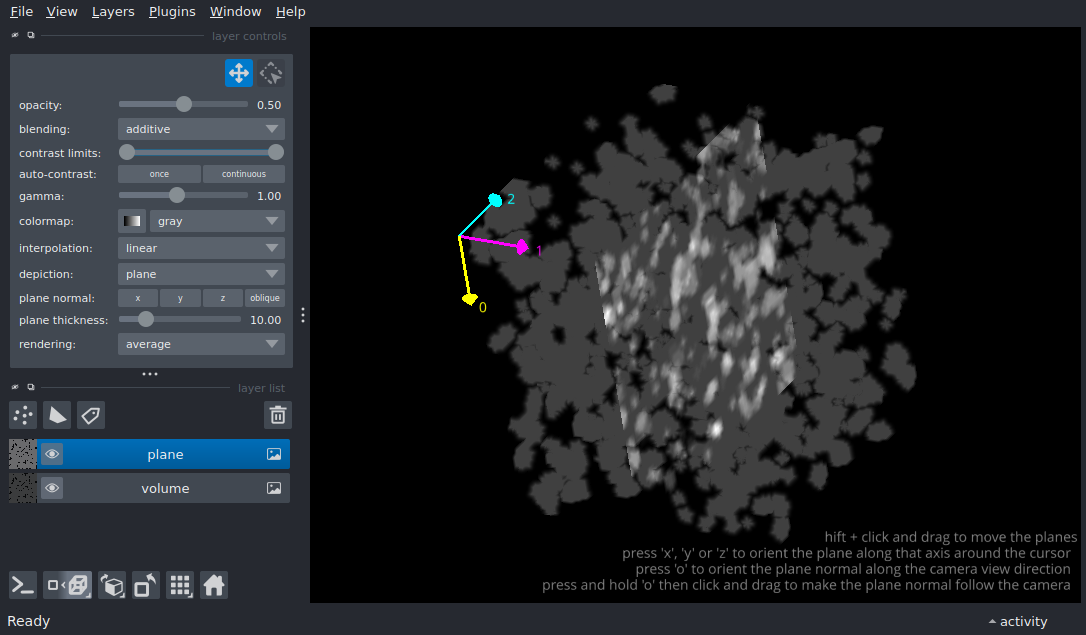 File View Layers Plugins Window Help
layer controls
opacity: 0.50
blending: additive
contrast limits:
auto-contrast: once continuous
gamma: 1.00
colormap: gray
interpolation: linear
depiction: plane
plane normal: x y z oblique
plane thickness: 10.00
rendering: average
layer list
plane
volume
2
1
0
hift + click and drag to move the planes
press 'x', 'y' or 'z' to orient the plane along that axis around the cursor
press 'o' to orient the plane normal along the camera view direction
press and hold 'o' then click and drag to make the plane normal follow the camera
Ready
activity